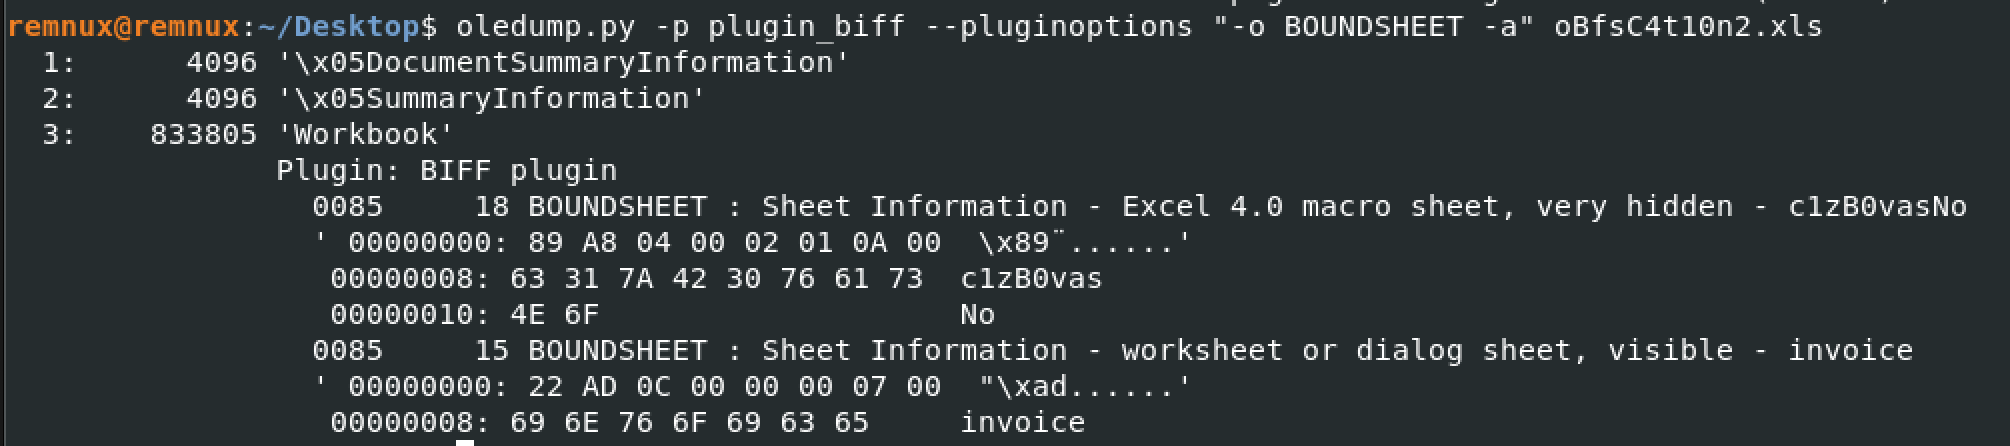 remnux@remnux:~/Desktop$ oledump.py -p plugin_biff --pluginoptions "-o BOUNDSHEET -a" oBfsC4t10n2.xls
  1:      4096 '\x05DocumentSummaryInformation'
  2:      4096 '\x05SummaryInformation'
  3:    833805 'Workbook'
               Plugin: BIFF plugin
                 0085     18 BOUNDSHEET : Sheet Information - Excel 4.0 macro sheet, very hidden - c1zB0vasNo
                 ' 00000000: 89 A8 04 00 02 01 0A 00  \x89¨......'
                  00000008: 63 31 7A 42 30 76 61 73  c1zB0vas
                  00000010: 4E 6F                    No
                 0085     15 BOUNDSHEET : Sheet Information - worksheet or dialog sheet, visible - invoice
                 ' 00000000: 22 AD 0C 00 00 00 07 00  "\xad......'
                  00000008: 69 6E 76 6F 69 63 65     invoice